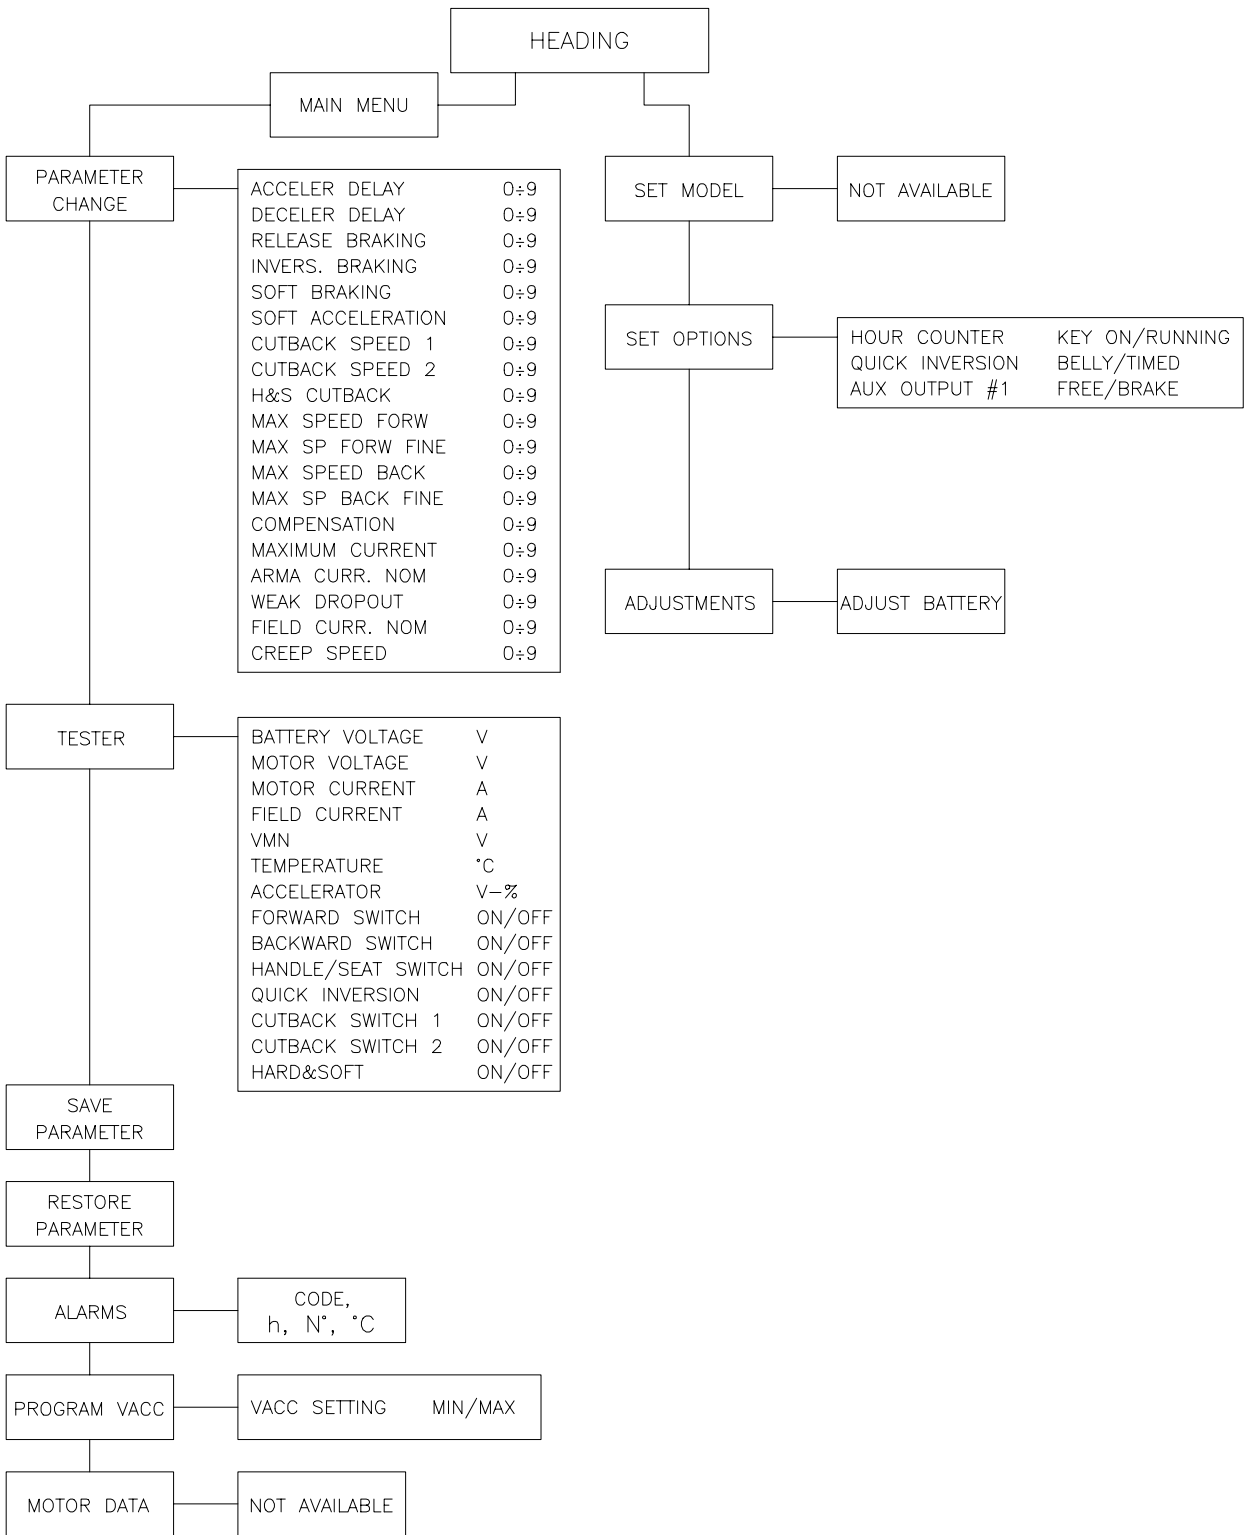 HEADING
MAIN MENU
PARAMETER
CHANGE
ACCELER DELAY 0÷9
DECELER DELAY 0÷9
RELEASE BRAKING 0÷9
INVERS. BRAKING 0÷9
SOFT BRAKING 0÷9
SOFT ACCELERATION 0÷9
CUTBACK SPEED 1 0÷9
CUTBACK SPEED 2 0÷9
H&S CUTBACK 0÷9
MAX SPEED FORW 0÷9
MAX SP FORW FINE 0÷9
MAX SPEED BACK 0÷9
MAX SP BACK FINE 0÷9
COMPENSATION 0÷9
MAXIMUM CURRENT 0÷9
ARMA CURR. NOM 0÷9
WEAK DROPOUT 0÷9
FIELD CURR. NOM 0÷9
CREEP SPEED 0÷9
TESTER
BATTERY VOLTAGE V
MOTOR VOLTAGE V
MOTOR CURRENT A
FIELD CURRENT A
VMN V
TEMPERATURE °C
ACCELERATOR V-%
FORWARD SWITCH ON/OFF
BACKWARD SWITCH ON/OFF
HANDLE/SEAT SWITCH ON/OFF
QUICK INVERSION ON/OFF
CUTBACK SWITCH 1 ON/OFF
CUTBACK SWITCH 2 ON/OFF
HARD&SOFT ON/OFF
SAVE
PARAMETER
RESTORE
PARAMETER
ALARMS
CODE,
h, N°, °C
PROGRAM VACC
VACC SETTING MIN/MAX
MOTOR DATA
NOT AVAILABLE
SET MODEL
NOT AVAILABLE
SET OPTIONS
HOUR COUNTER KEY ON/RUNNING
QUICK INVERSION BELLY/TIMED
AUX OUTPUT #1 FREE/BRAKE
ADJUSTMENTS
ADJUST BATTERY